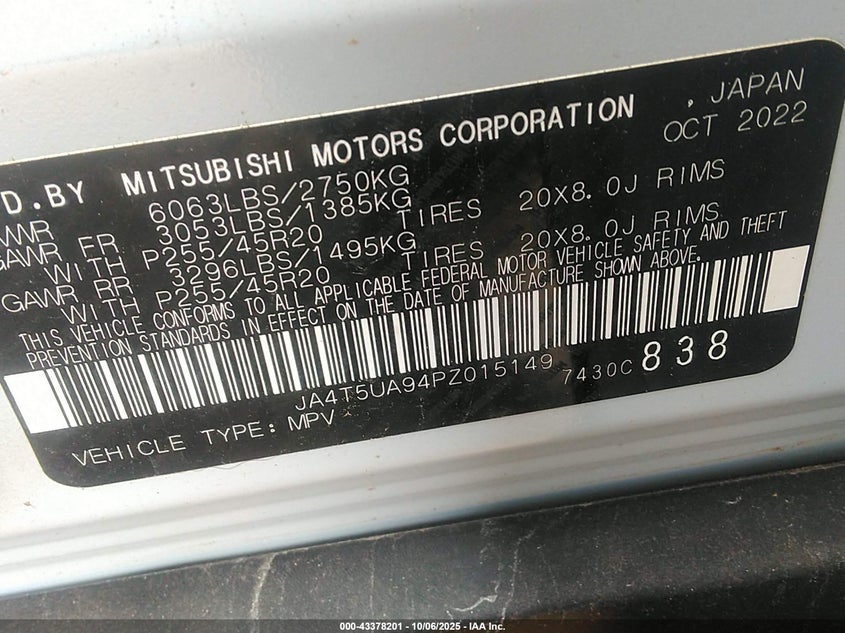 D.BY MITSUBISHI MOTORS CORPORATION , JAPAN
OCT 2022
6063LBS/2750KG
GAWR FR 3053LBS/1385KG
WITH P255/45R20 TIRES 20X8.0J RIMS
GAWR RR 3296LBS/1495KG
WITH P255/45R20 TIRES 20X8.0J RIMS
THIS VEHICLE CONFORMS TO ALL APPLICABLE FEDERAL MOTOR VEHICLE SAFETY AND THEFT
PREVENTION STANDARDS IN EFFECT ON THE DATE OF MANUFACTURE SHOWN ABOVE.
JA4T5UA94PZ015149 7430C 838
VEHICLE TYPE: MPV
000-43378201 - 10/06/2025 - IAA Inc.